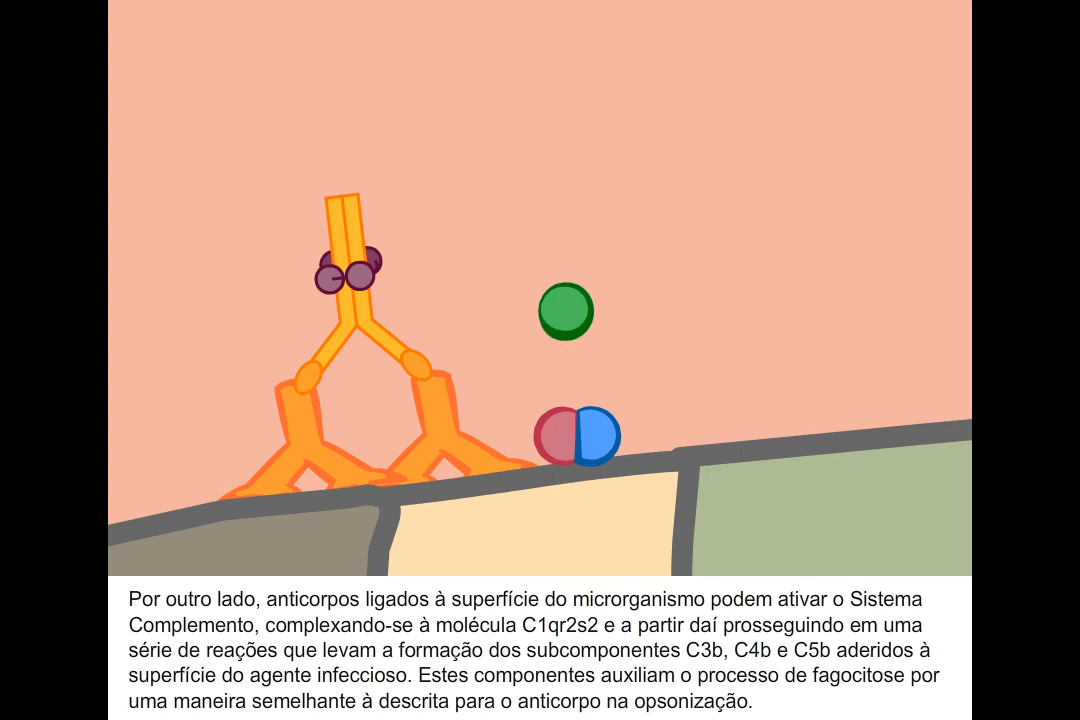 Por outro lado, anticorpos ligados à superfície do microrganismo podem ativar o Sistema
Complemento, complexando-se à molécula C1qr2s2 e a partir daí prosseguindo em uma
série de reações que levam a formação dos subcomponentes C3b, C4b e C5b aderidos à
superfície do agente infeccioso. Estes componentes auxiliam o processo de fagocitose por
uma maneira semelhante à descrita para o anticorpo na opsonização.